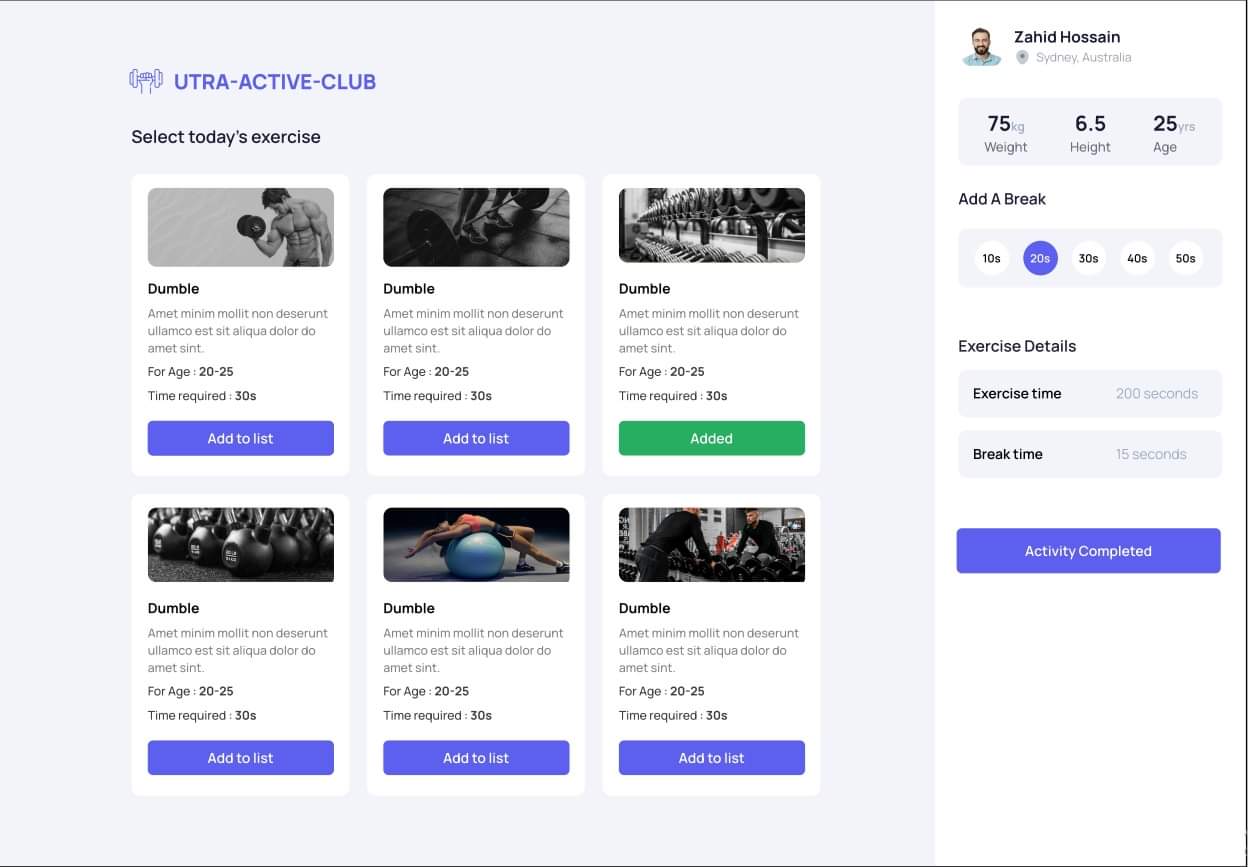 UTRA-ACTIVE-CLUB
Select today's exercise
Dumble
Amet minim mollit non deserunt
ullamco est sit aliqua dolor do
amet sint.
For Age : 20-25
Time required : 30s
Add to list
Dumble
Amet minim mollit non deserunt
ullamco est sit aliqua dolor do
amet sint.
For Age : 20-25
Time required : 30s
Add to list
Dumble
Amet minim mollit non deserunt
ullamco est sit aliqua dolor do
amet sint.
For Age : 20-25
Time required : 30s
Added
Dumble
Amet minim mollit non deserunt
ullamco est sit aliqua dolor do
amet sint.
For Age : 20-25
Time required : 30s
Add to list
Dumble
Amet minim mollit non deserunt
ullamco est sit aliqua dolor do
amet sint.
For Age : 20-25
Time required : 30s
Add to list
Dumble
Amet minim mollit non deserunt
ullamco est sit aliqua dolor do
amet sint.
For Age : 20-25
Time required : 30s
Add to list
Zahid Hossain
Sydney, Australia
75kg 6.5 25yrs
Weight Height Age
Add A Break
10s 20s 30s 40s 50s
Exercise Details
Exercise time 200 seconds
Break time 15 seconds
Activity Completed